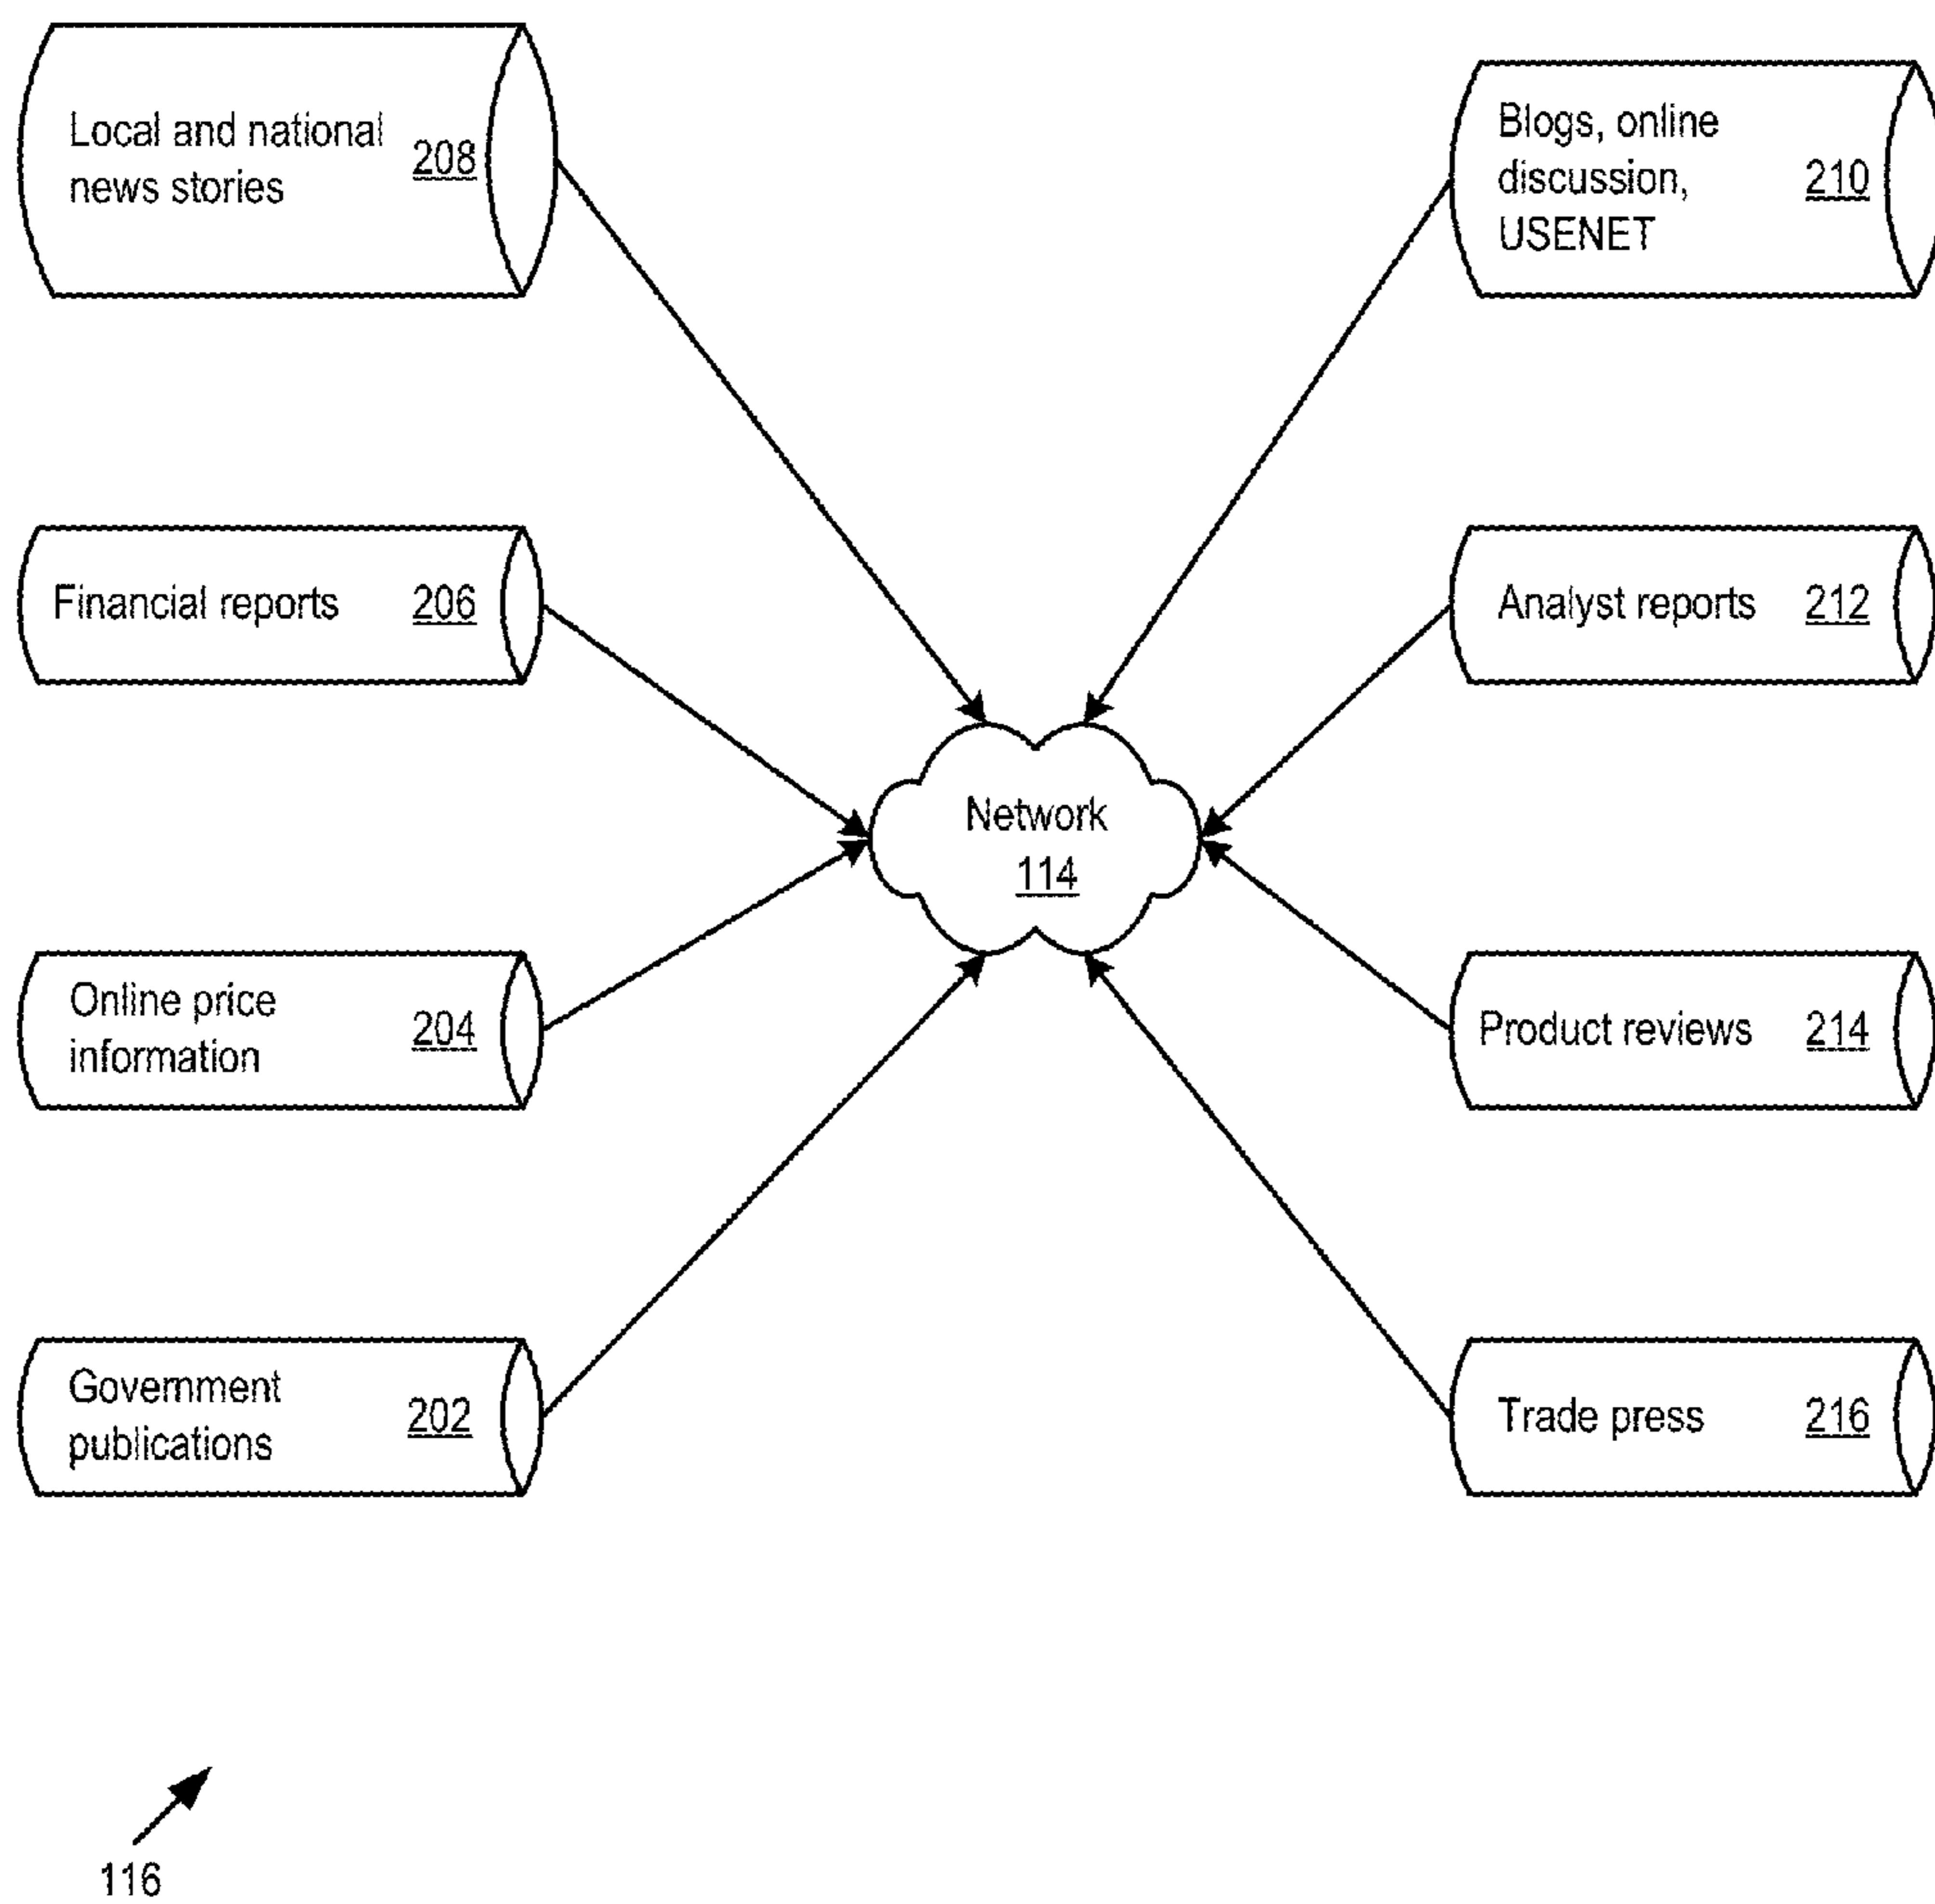 Local and national
news stories
208
Blogs, online
discussion,
USENET
210
Financial reports 206
Analyst reports 212
Network
114
Online price
information
204
Product reviews 214
Government
publications
202
Trade press 216
116